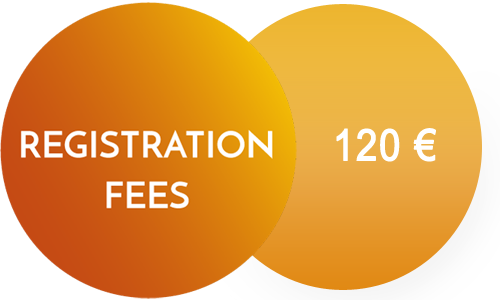 REGISTRATION
FEES
120 €